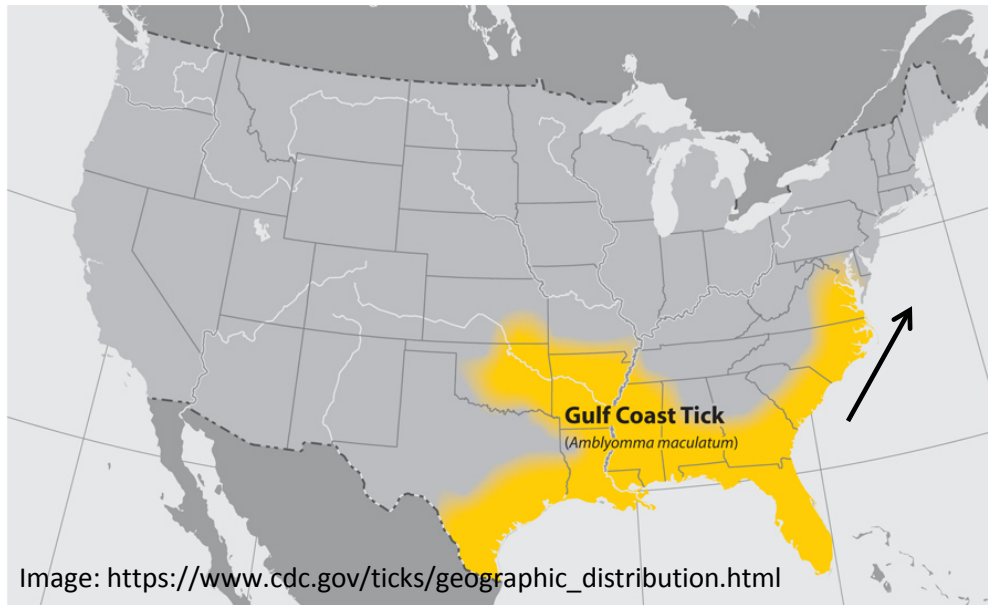 Gulf Coast Tick
(Amblyomma maculatum)
Image: https://www.cdc.gov/ticks/geographic_distribution.html